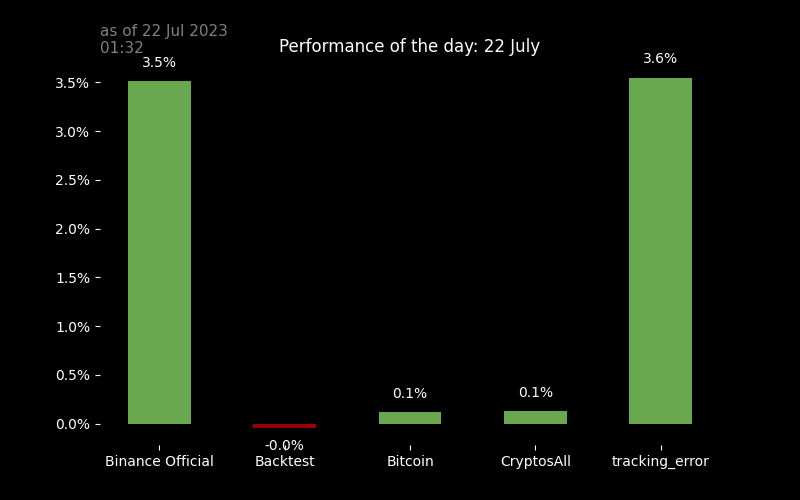 as of 22 Jul 2023
01:32
Performance of the day: 22 July
3.5%
3.6%
3.5%
3.0%
2.5%
2.0%
1.5%
1.0%
0.5%
0.1%
0.1%
0.0%
-0.0%
Binance Official
Backtest
Bitcoin
CryptosAll
tracking_error